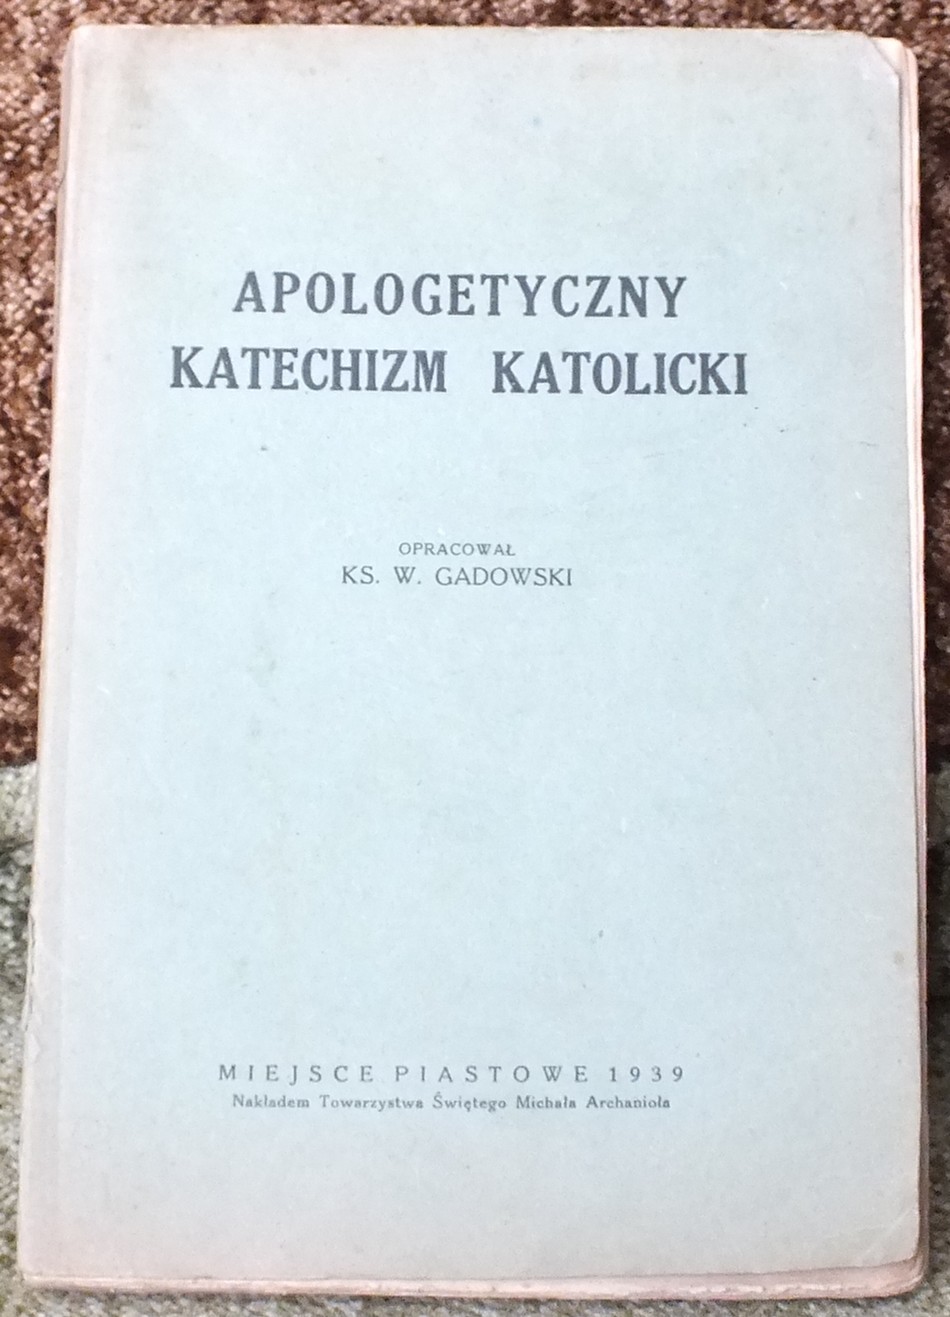 APOLOGETYCZNY
KATECHIZM KATOLICKI
OPRACOWAŁ
KS. W. GADOWSKI
MIEJSCE PIASTOWE 1939
Nakładem Towarzystwa Świętego Michała Archanioła